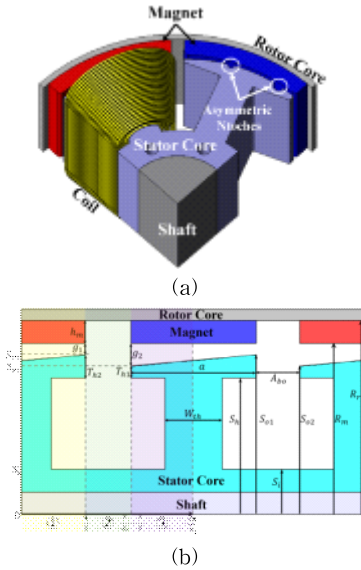 Magnet
Rotor Core
Asymmetric
Notches
Stator Core
Coil
Shaft
(a)
Rotor Core
h_m
Magnet
g_1
g_2
T_h2
T_h1
a
A_bo
W_th
S_h
S_o1
S_o2
R_m
R_r
S_i
Stator Core
Shaft
(b)